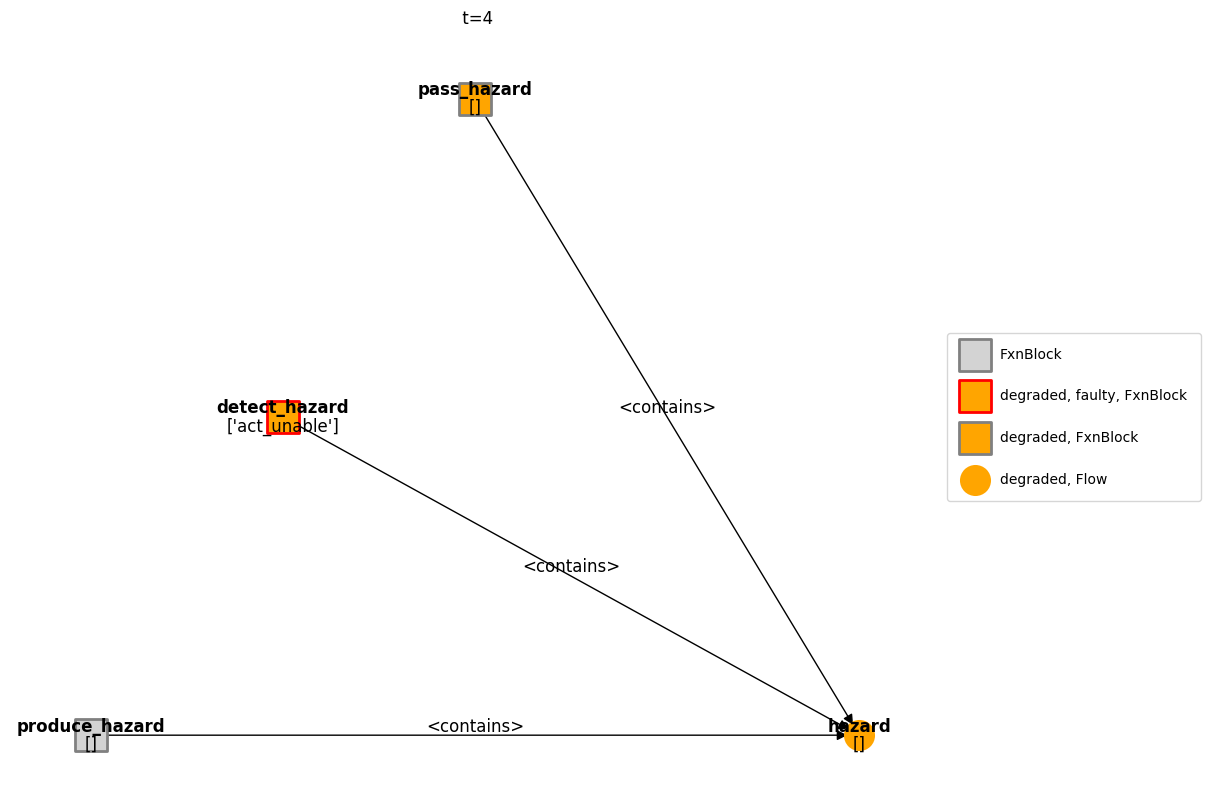 t=4
pass_hazard
[]
<contains>
FxnBlock
degraded, faulty, FxnBlock
degraded, FxnBlock
degraded, Flow
detect_hazard
['act_unable']
<contains>
produce_hazard
[]
<contains>
hazard
[]